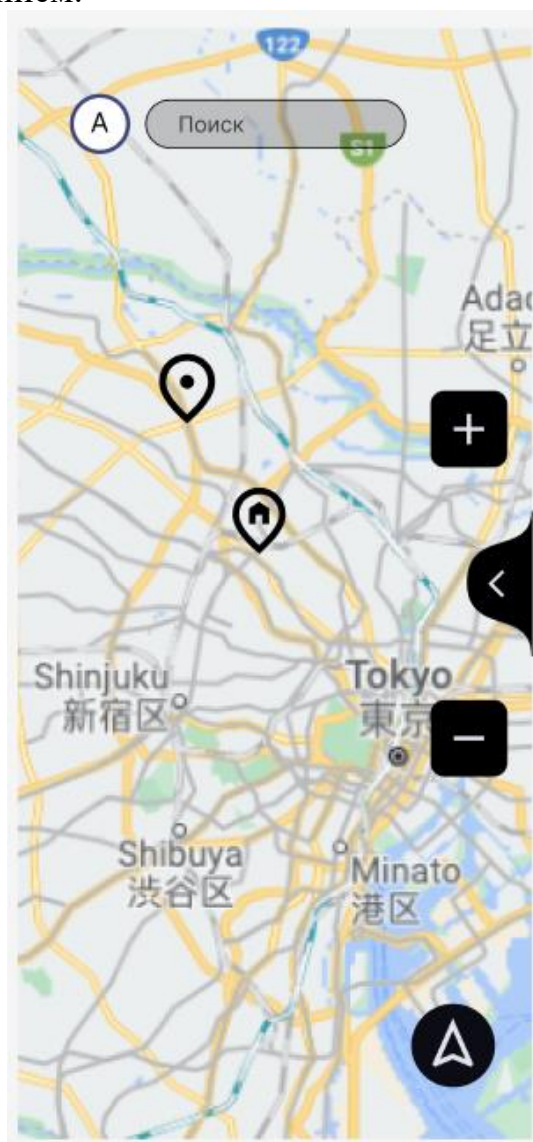 122
A
Поиск
S1
Adac
足立
Shinjuku
新宿区
Tokyo
東京
Shibuya
渋谷区
Minato
港区